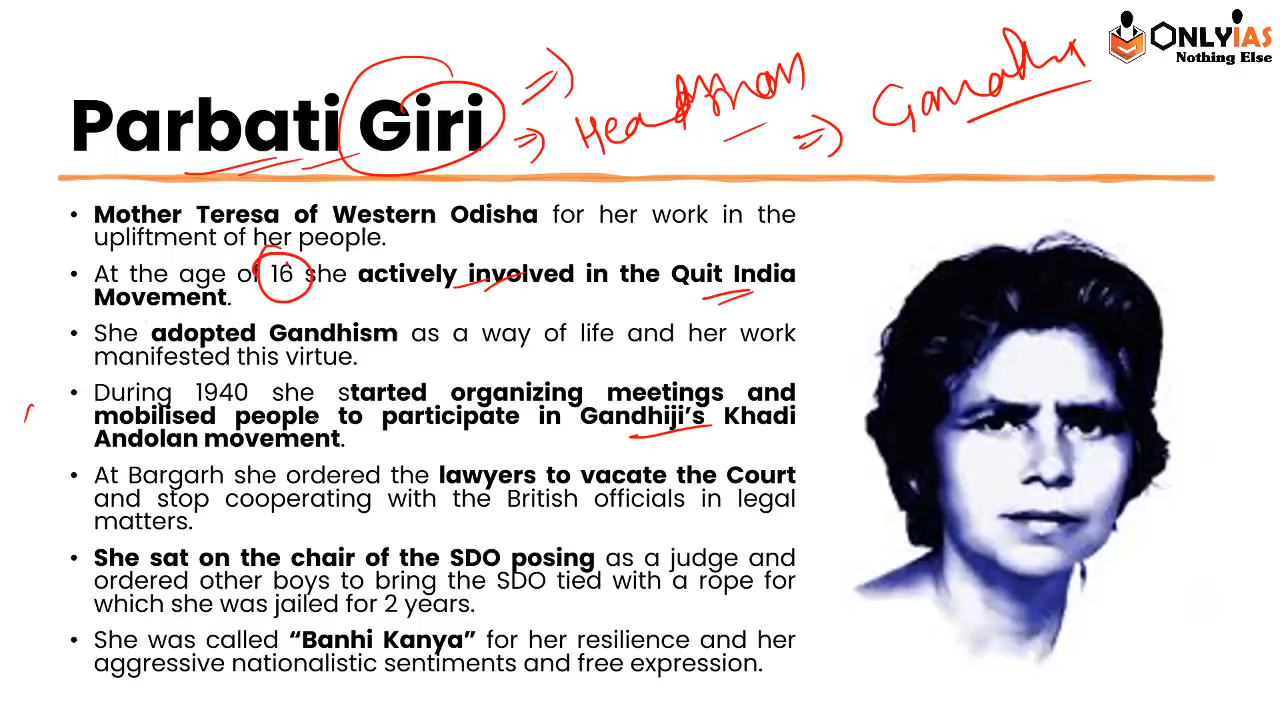 ONLYIAS
Nothing Else
Parbati Giri
⇒
⇒ Headman ⇒ Gandhi
• Mother Teresa of Western Odisha for her work in the
upliftment of her people.
• At the age of 16 she actively involved in the Quit India
Movement.
• She adopted Gandhism as a way of life and her work
manifested this virtue.
• During 1940 she started organizing meetings and
mobilised people to participate in Gandhiji’s Khadi
Andolan movement.
• At Bargarh she ordered the lawyers to vacate the Court
and stop cooperating with the British officials in legal
matters.
• She sat on the chair of the SDO posing as a judge and
ordered other boys to bring the SDO tied with a rope for
which she was jailed for 2 years.
• She was called “Banhi Kanya” for her resilience and her
aggressive nationalistic sentiments and free expression.